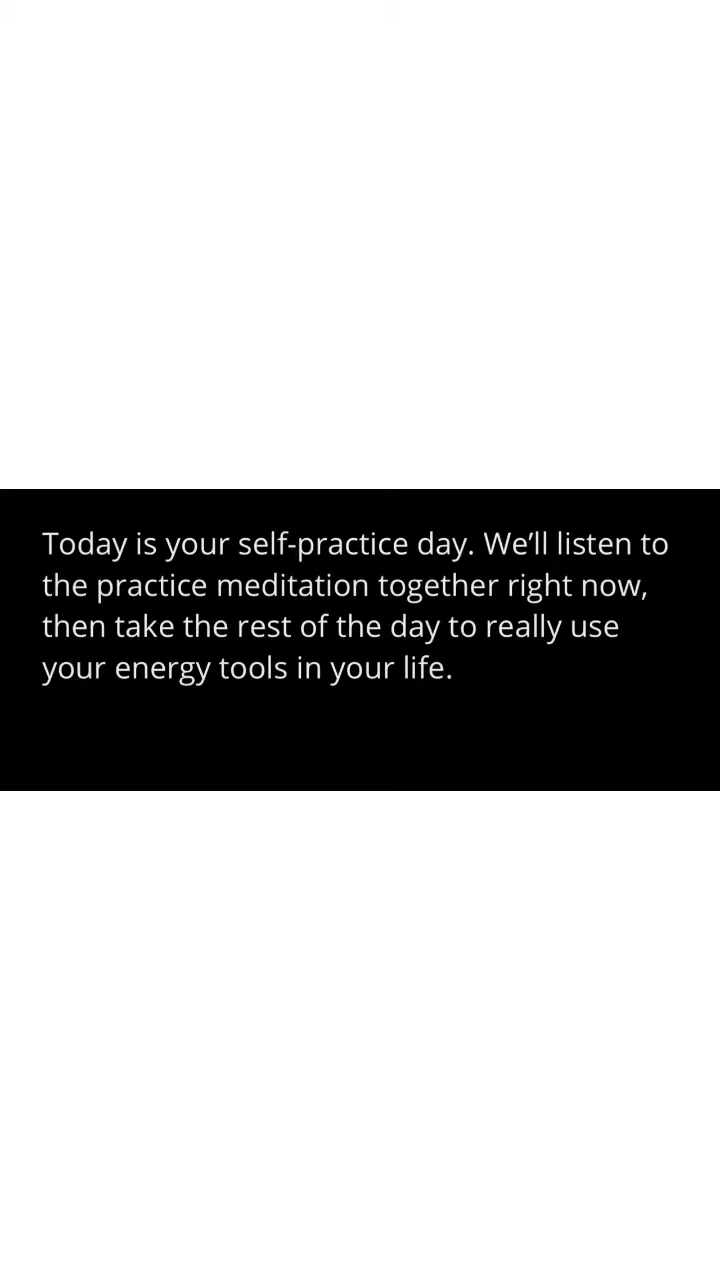 Today is your self-practice day. We’ll listen to
the practice meditation together right now,
then take the rest of the day to really use
your energy tools in your life.